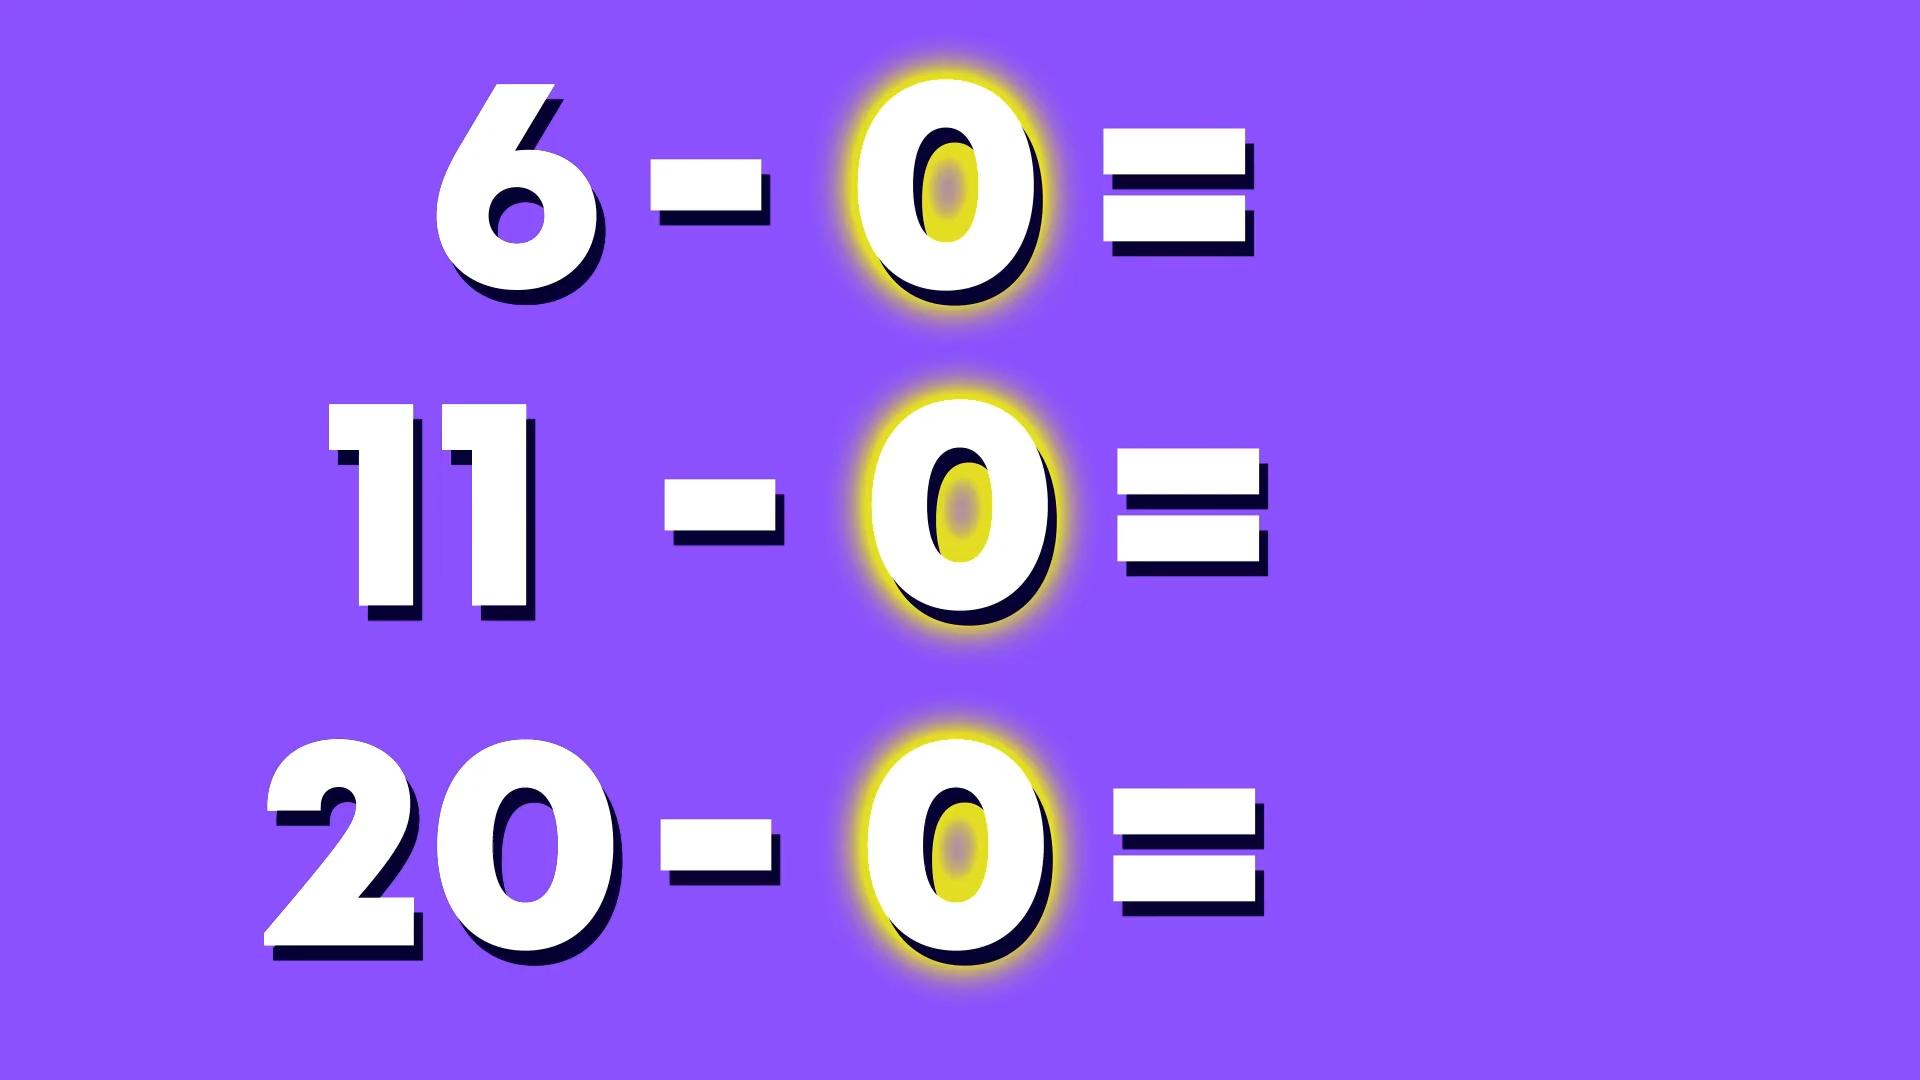 6 - 0 =
11 - 0 =
20 - 0 =